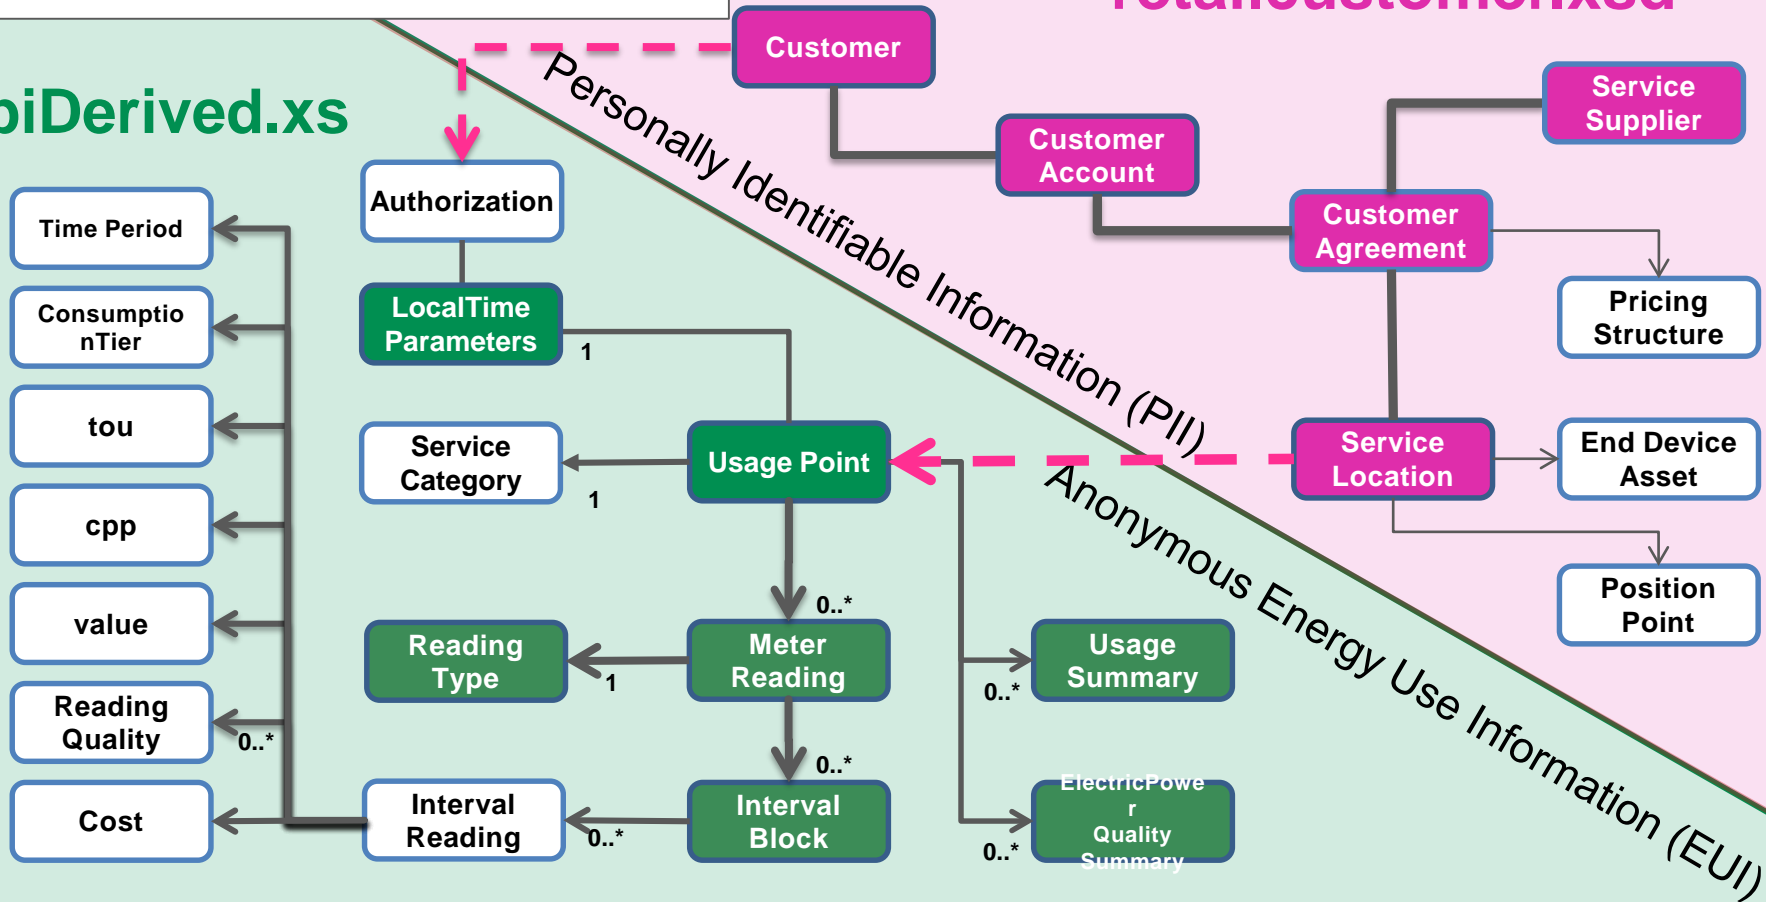 Customer
Service
Supplier
piDerived.xs
Personally Identifiable Information (PII)
Customer
Account
Authorization
Customer
Agreement
Time Period
LocalTime
Parameters
1
Pricing
Structure
Consumptio
nTier
tou
Service
Category
1
Usage Point
Service
Location
End Device
Asset
Anonymous Energy Use Information (EUI)
cpp
Position
Point
value
0..*
Reading
Type
1
Meter
Reading
Usage
Summary
0..*
Reading
Quality
0..*
0..*
Cost
Interval
Reading
0..*
Interval
Block
ElectricPowe
r
Quality
Summary
0..*